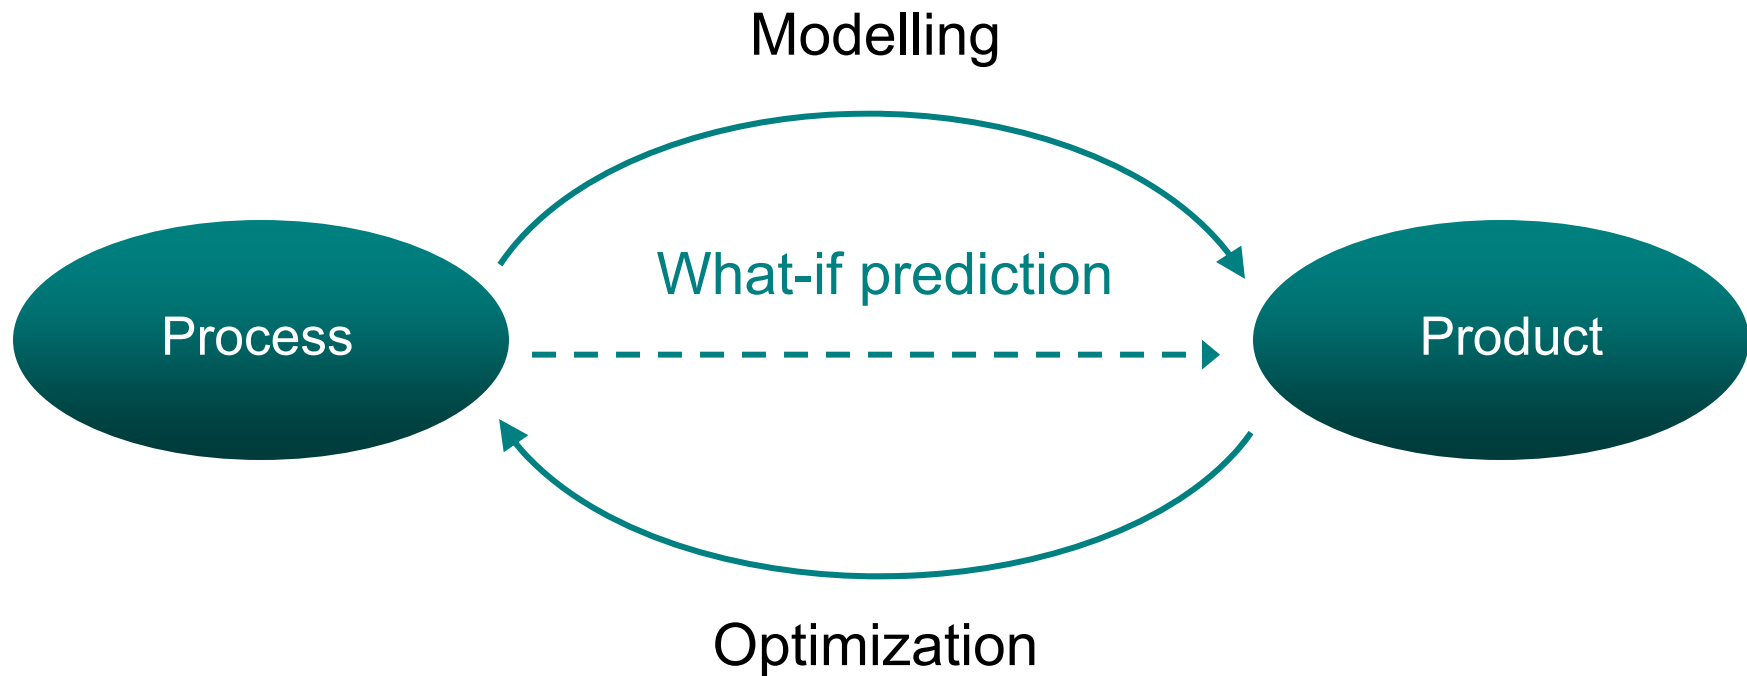 Modelling
What-if prediction
Process
Product
Optimization